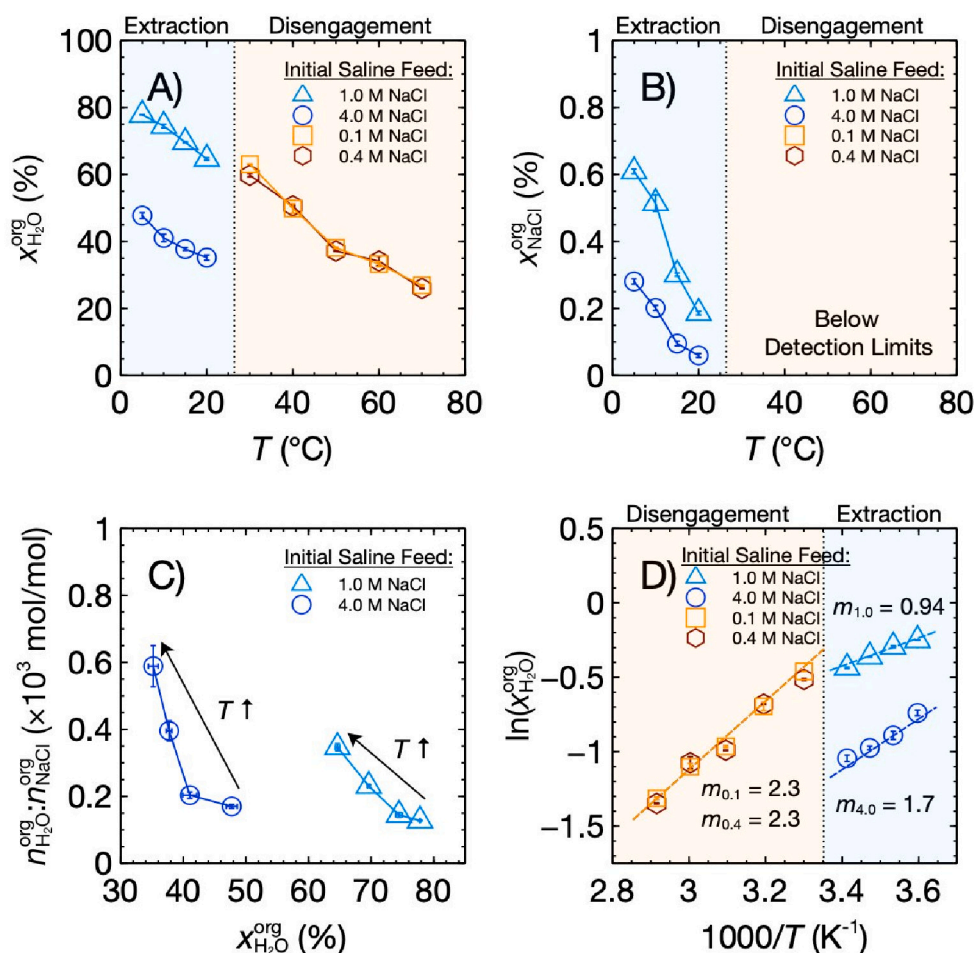 Extraction Disengagement
A)
Initial Saline Feed:
1.0 M NaCl
4.0 M NaCl
0.1 M NaCl
0.4 M NaCl
100
80
60
40
20
0
x^org_H₂O (%)
0 20 40 60 80
T (°C)
Extraction Disengagement
B)
Initial Saline Feed:
1.0 M NaCl
4.0 M NaCl
0.1 M NaCl
0.4 M NaCl
Below
Detection Limits
1
0.8
0.6
0.4
0.2
0
x^org_NaCl (%)
0 20 40 60 80
T (°C)
C)
Initial Saline Feed:
1.0 M NaCl
4.0 M NaCl
T ↑
T ↑
1
0.8
0.6
0.4
0.2
0
n^org_H₂O:n^org_NaCl (×10³ mol/mol)
30 40 50 60 70 80 90
x^org_H₂O (%)
Disengagement Extraction
D)
Initial Saline Feed:
1.0 M NaCl
4.0 M NaCl
0.1 M NaCl
0.4 M NaCl
m1.0 = 0.94
m0.1 = 2.3
m0.4 = 2.3
m4.0 = 1.7
0.5
0
−0.5
−1
−1.5
ln(x^org_H₂O)
2.8 3 3.2 3.4 3.6
1000/T (K⁻¹)